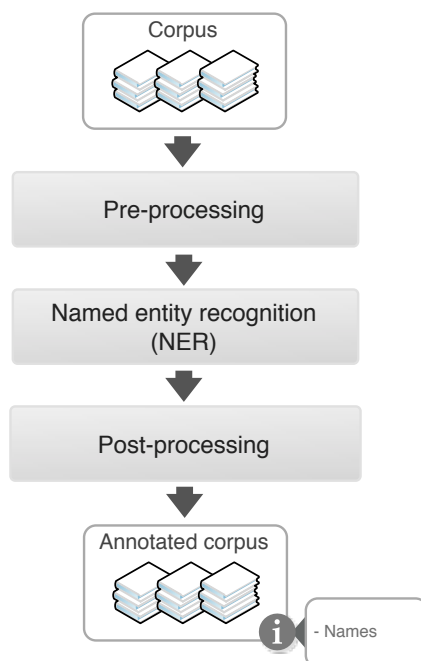 Corpus
Pre-processing
Named entity recognition
(NER)
Post-processing
Annotated corpus
i
- Names